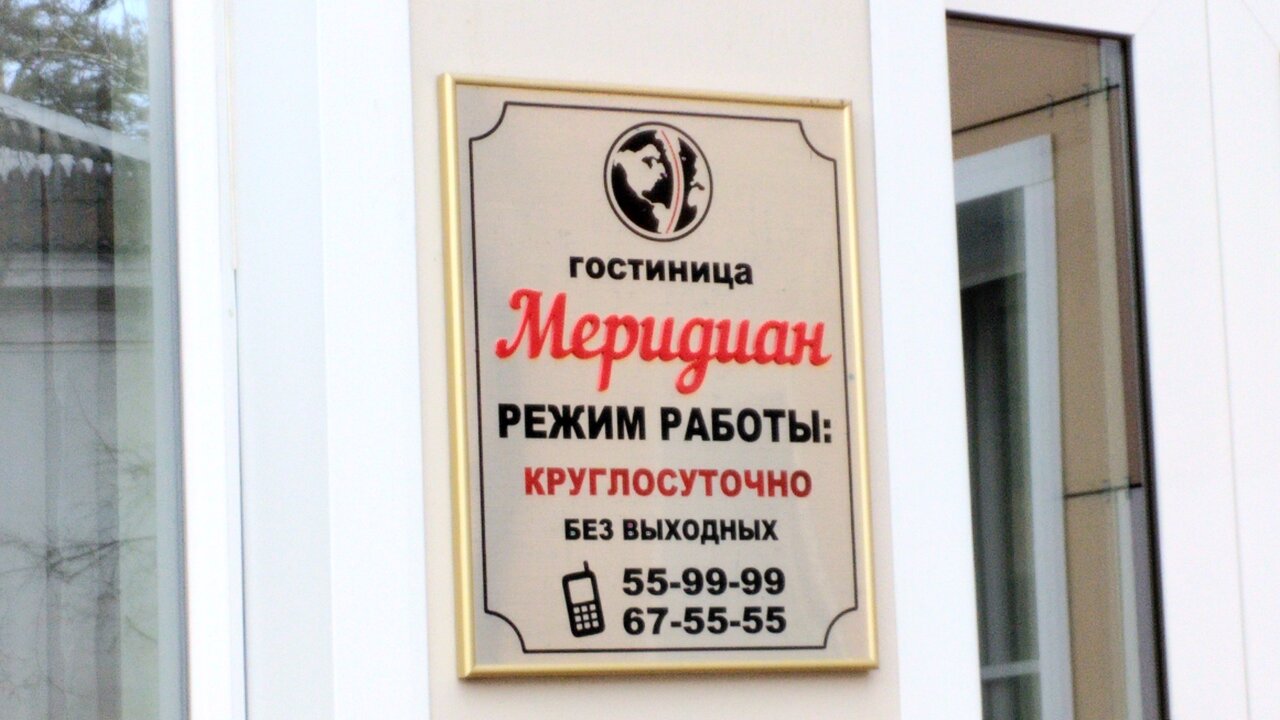 гостиница
Меридиан
РЕЖИМ РАБОТЫ:
КРУГЛОСУТОЧНО
БЕЗ ВЫХОДНЫХ
55-99-99
67-55-55